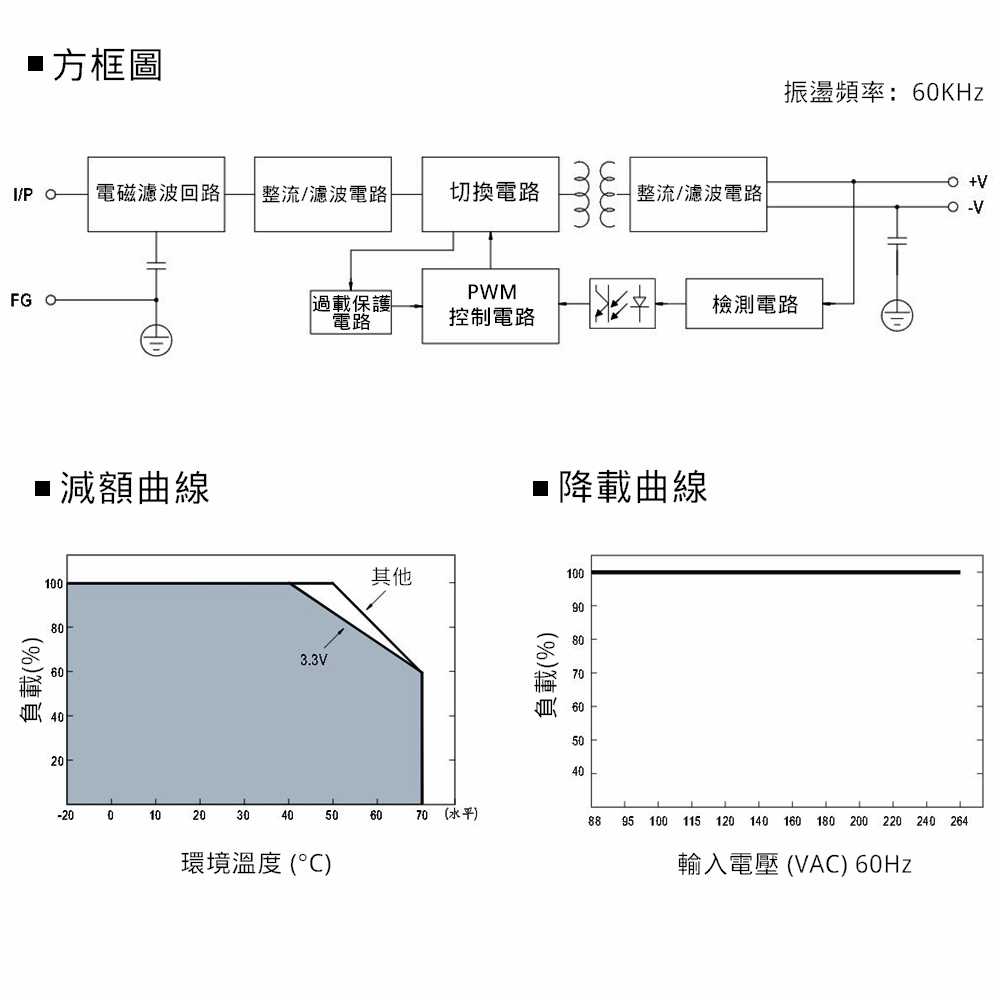 ■方框圖
振盪頻率：60KHz
I/P
電磁濾波回路
整流/濾波電路
切換電路
整流/濾波電路
+V
-V
FG
過載保護
電路
PWM
控制電路
檢測電路
■減額曲線
■降載曲線
負載(%)
100
80
60
40
20
其他
3.3V
-20 0 10 20 30 40 50 60 70 (水平)
環境溫度 (°C)
負載(%)
100
90
80
70
60
50
40
88 95 100 115 120 140 160 180 200 220 240 264
輸入電壓 (VAC) 60Hz